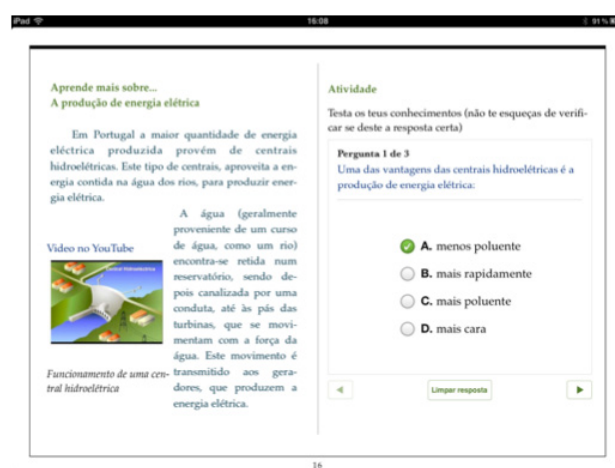 iPad
16:08
91 %
Aprende mais sobre...
A produção de energia elétrica
Em Portugal a maior quantidade de energia
eléctrica produzida provém de centrais
hidroelétricas. Este tipo de centrais, aproveita a en-
ergia contida na água dos rios, para produzir ener-
gia elétrica.
A água (geralmente
proveniente de um curso
de água, como um rio)
encontra-se retida num
reservatório, sendo de-
pois canalizada por uma
conduta, até às pás das
turbinas, que se movi-
mentam com a força da
água. Este movimento é
transmitido aos gera-
dores, que produzem a
energia elétrica.
Video no YouTube
Central hidroeléctrica
Funcionamento de uma cen-
tral hidroelétrica
Atividade
Testa os teus conhecimentos (não te esqueças de verifi-
car se deste a resposta certa)
Pergunta 1 de 3
Uma das vantagens das centrais hidroelétricas é a
produção de energia elétrica:
A. menos poluente
B. mais rapidamente
C. mais poluente
D. mais cara
Limpar resposta
16